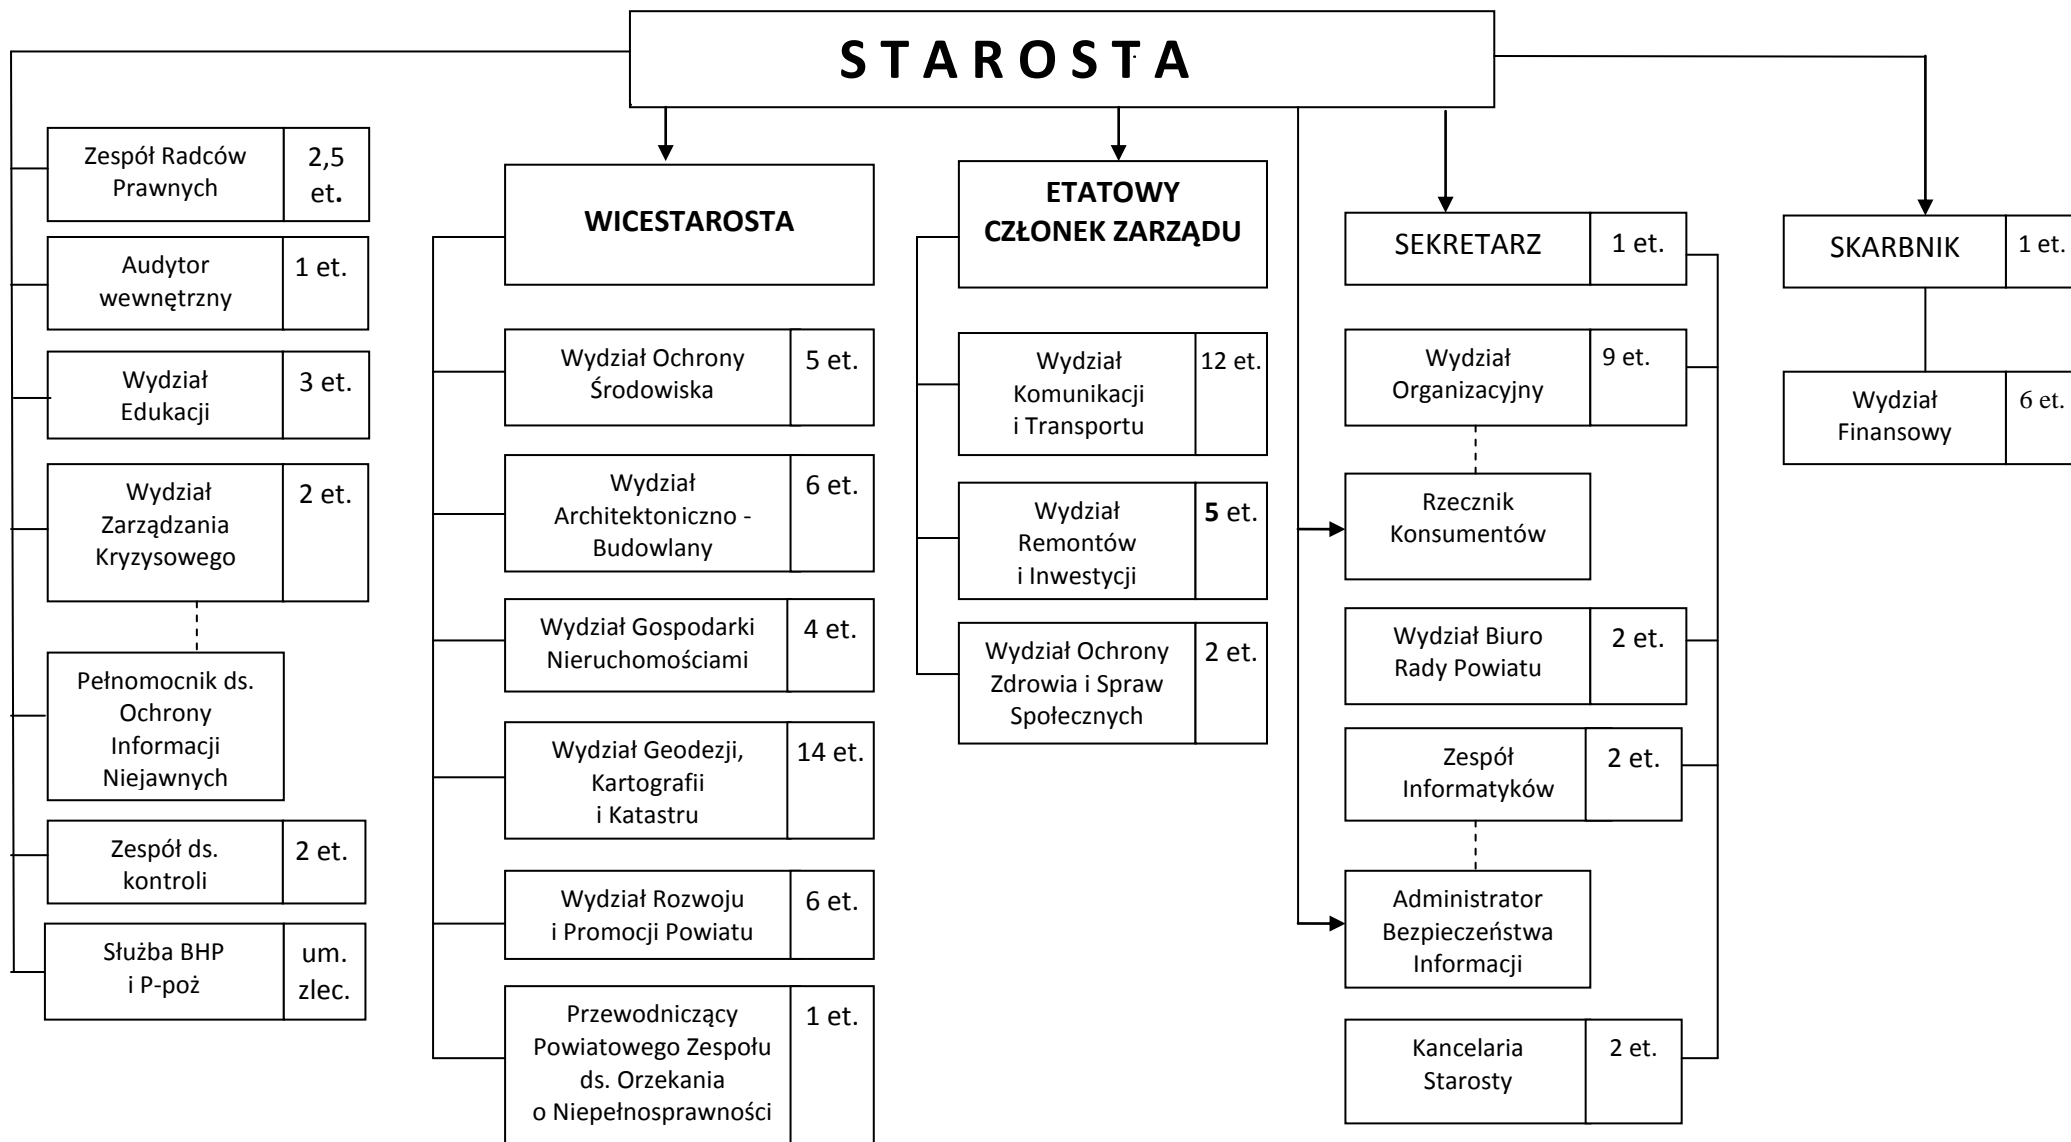 STAROSTA
Zespół Radców
Prawnych
2,5
et.
Audytor
wewnętrzny
1 et.
Wydział
Edukacji
3 et.
Wydział
Zarządzania
Kryzysowego
2 et.
Pełnomocnik ds.
Ochrony
Informacji
Niejawnych
Zespół ds.
kontroli
2 et.
Służba BHP
i P-poż
um.
zlec.
WICESTAROSTA
Wydział Ochrony
Środowiska
5 et.
Wydział
Architektoniczno -
Budowlany
6 et.
Wydział Gospodarki
Nieruchomościami
4 et.
Wydział Geodezji,
Kartografii
i Katastru
14 et.
Wydział Rozwoju
i Promocji Powiatu
6 et.
Przewodniczący
Powiatowego Zespołu
ds. Orzekania
o Niepełnosprawności
1 et.
ETATOWY
CZŁONEK ZARZĄDU
Wydział
Komunikacji
i Transportu
12 et.
Wydział
Remontów
i Inwestycji
5 et.
Wydział Ochrony
Zdrowia i Spraw
Społecznych
2 et.
SEKRETARZ
1 et.
Wydział
Organizacyjny
9 et.
Rzecznik
Konsumentów
Wydział Biuro
Rady Powiatu
2 et.
Zespół
Informatyków
2 et.
Administrator
Bezpieczeństwa
Informacji
Kancelaria
Starosty
2 et.
SKARBNIK
1 et.
Wydział
Finansowy
6 et.